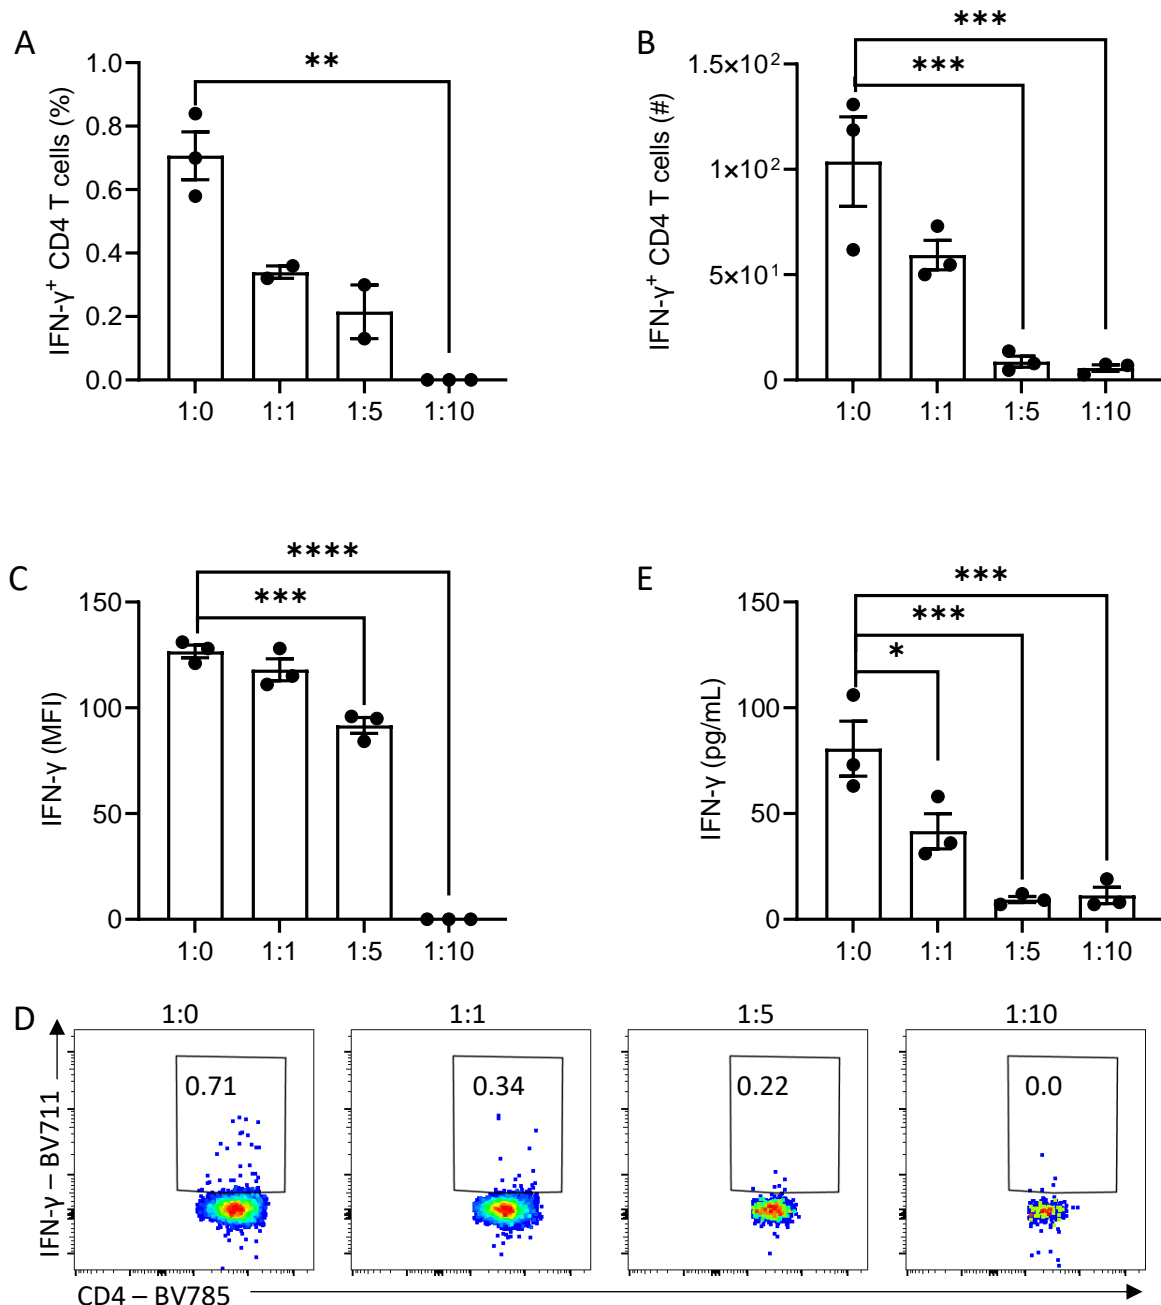 A
IFN-γ⁺ CD4 T cells (%)
1.0
0.8
0.6
0.4
0.2
0.0
**
1:0 1:1 1:5 1:10
B
IFN-γ⁺ CD4 T cells (#)
1.5×10²
1×10²
5×10¹
0
***
***
1:0 1:1 1:5 1:10
C
IFN-γ (MFI)
150
100
50
0
****
***
1:0 1:1 1:5 1:10
E
IFN-γ (pg/mL)
150
100
50
0
***
***
*
1:0 1:1 1:5 1:10
D
1:0 1:1 1:5 1:10
0.71 0.34 0.22 0.0
IFN-γ – BV711
CD4 – BV785